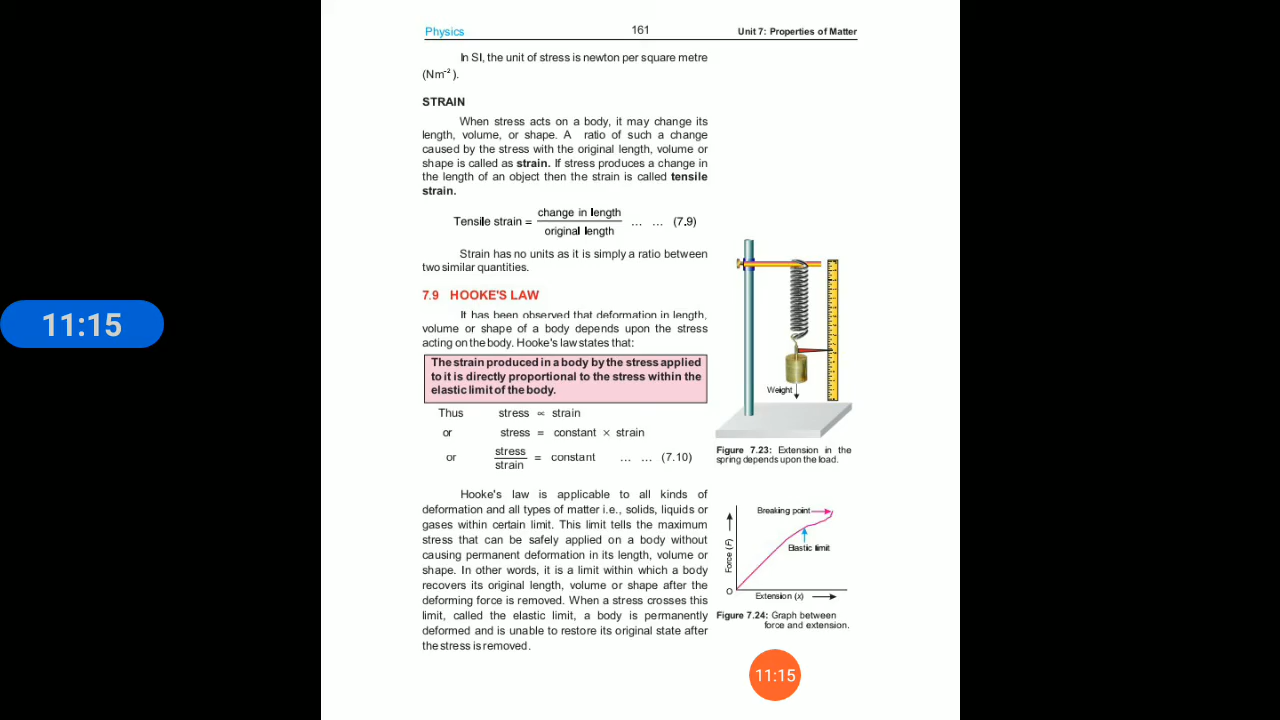 Physics 161 Unit 7: Properties of Matter
In SI, the unit of stress is newton per square metre
(Nm⁻²).
STRAIN
When stress acts on a body, it may change its
length, volume, or shape. A ratio of such a change
caused by the stress with the original length, volume or
shape is called as strain. If stress produces a change in
the length of an object then the strain is called tensile
strain.
Tensile strain = change in length / original length ... ... (7.9)
Strain has no units as it is simply a ratio between
two similar quantities.
7.9 HOOKE'S LAW
It has been observed that deformation in length,
volume or shape of a body depends upon the stress
acting on the body. Hooke's law states that:
The strain produced in a body by the stress applied
to it is directly proportional to the stress within the
elastic limit of the body.
Thus stress ∝ strain
or stress = constant × strain
or stress / strain = constant ... ... (7.10)
Hooke's law is applicable to all kinds of
deformation and all types of matter i.e., solids, liquids or
gases within certain limit. This limit tells the maximum
stress that can be safely applied on a body without
causing permanent deformation in its length, volume or
shape. In other words, it is a limit within which a body
recovers its original length, volume or shape after the
deforming force is removed. When a stress crosses this
limit, called the elastic limit, a body is permanently
deformed and is unable to restore its original state after
the stress is removed.
Weight
Figure 7.23: Extension in the
spring depends upon the load.
Breaking point
Elastic limit
Force (F)
O
Extension (x)
Figure 7.24: Graph between
force and extension.
11:15
11:15